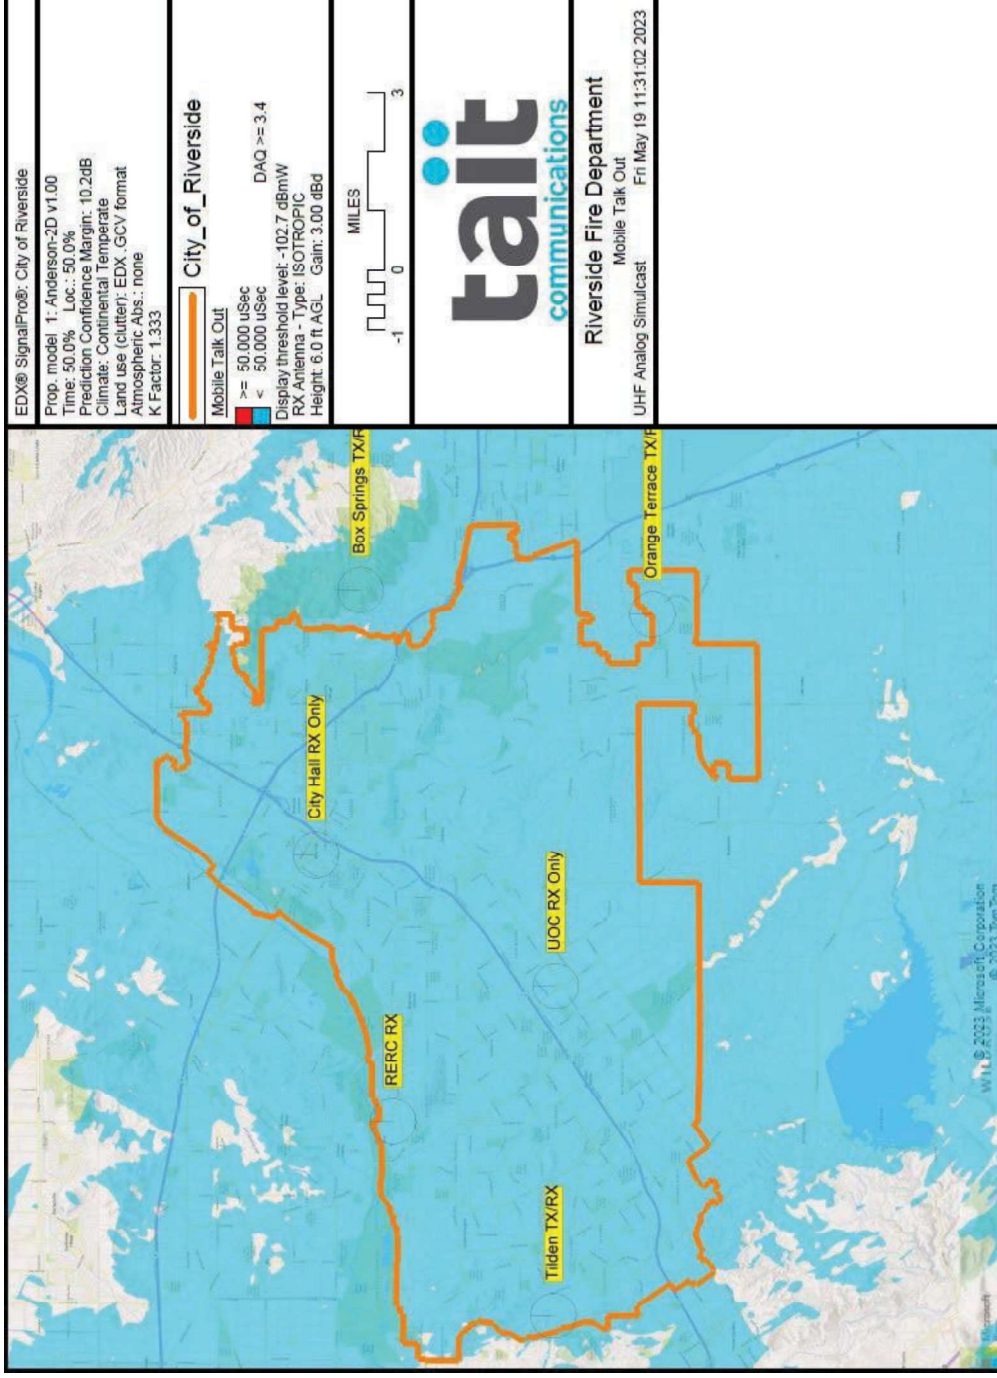 EDX® SignalPro®: City of Riverside
Prop. model 1: Anderson-2D v1.00
Time: 50.0% Loc.: 50.0%
Prediction Confidence Margin: 10.2dB
Climate: Continental Temperate
Land use (clutter): EDX .GCV format
Atmospheric Abs.: none
K Factor: 1.333
City_of_Riverside
Mobile Talk Out
>= 50.000 uSec
< 50.000 uSec DAQ >= 3.4
Display threshold level: -102.7 dBmW
RX Antenna - Type: ISOTROPIC
Height: 6.0 ft AGL Gain: 3.00 dBd
MILES
-1 0 3
tait
communications
Riverside Fire Department
Mobile Talk Out
UHF Analog Simulcast Fri May 19 11:31:02 2023
Box Springs TX/R
City Hall RX Only
RERC RX
Orange Terrace TX/R
UOC RX Only
Tilden TX/RX
© 2023 Microsoft Corporation
© 2023 TomTom
Microsoft